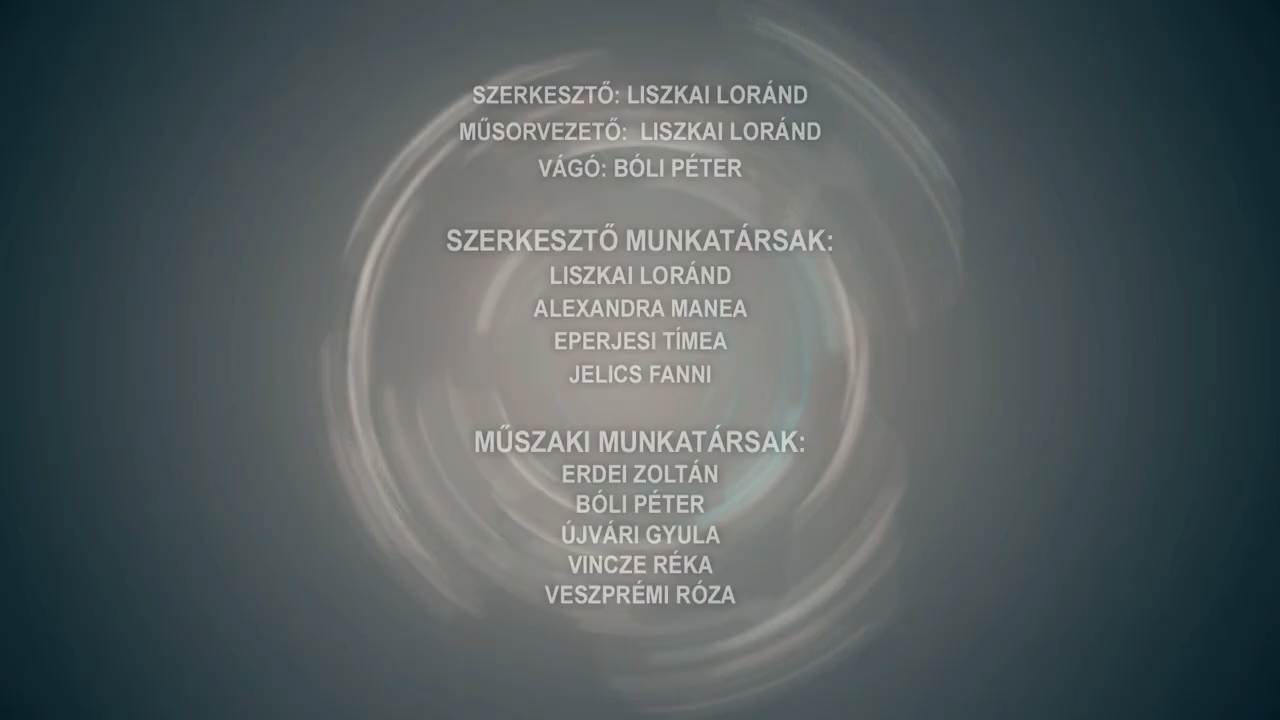 SZERKESZTŐ: LISZKAI LORÁND
MŰSORVEZETŐ: LISZKAI LORÁND
VÁGÓ: BÓLI PÉTER
SZERKESZTŐ MUNKATÁRSAK:
LISZKAI LORÁND
ALEXANDRA MANEA
EPERJESI TÍMEA
JELICS FANNI
MŰSZAKI MUNKATÁRSAK:
ERDEI ZOLTÁN
BÓLI PÉTER
ÚJVÁRI GYULA
VINCZE RÉKA
VESZPRÉMI RÓZA